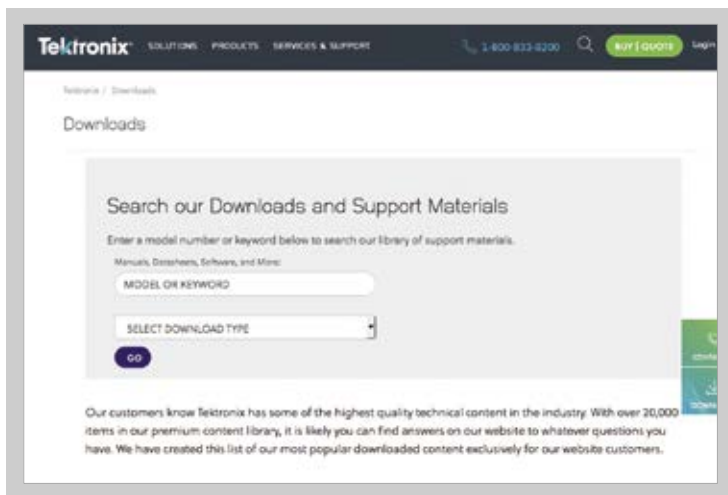 Tektronix SOLUTIONS PRODUCTS SERVICES & SUPPORT 1-800-833-9200 BUY | QUOTE Login
Tektronix / Downloads
Downloads
Search our Downloads and Support Materials
Enter a model number or keyword below to search our library of support materials.
Manuals, Datasheets, Software, and More:
MODEL OR KEYWORD
SELECT DOWNLOAD TYPE
GO
Our customers know Tektronix has some of the highest quality technical content in the industry. With over 20,000
items in our premium content library, it is likely you can find answers on our website to whatever questions you
have. We have created this list of our most popular downloaded content exclusively for our website customers.